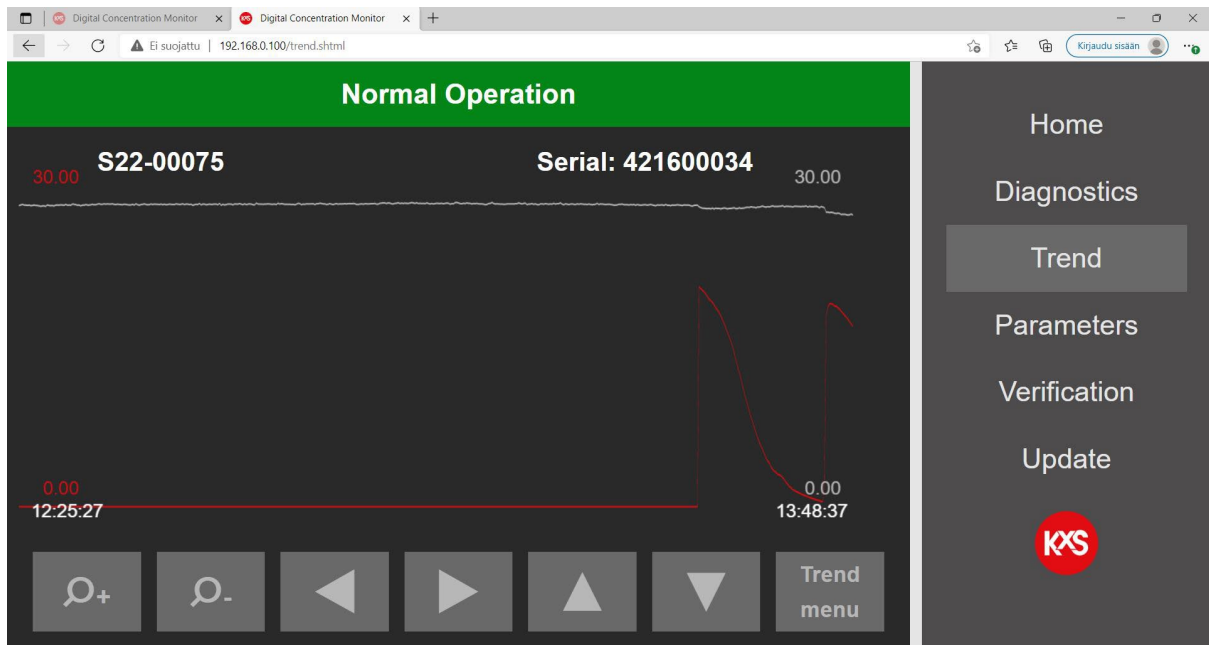 Digital Concentration Monitor
Digital Concentration Monitor
Ei suojattu | 192.168.0.100/trend.shtml
Kirjaudu sisään
Normal Operation
S22-00075
Serial: 421600034
30.00
30.00
0.00
0.00
12:25:27
13:48:37
+
-
Trend
menu
Home
Diagnostics
Trend
Parameters
Verification
Update
KXS